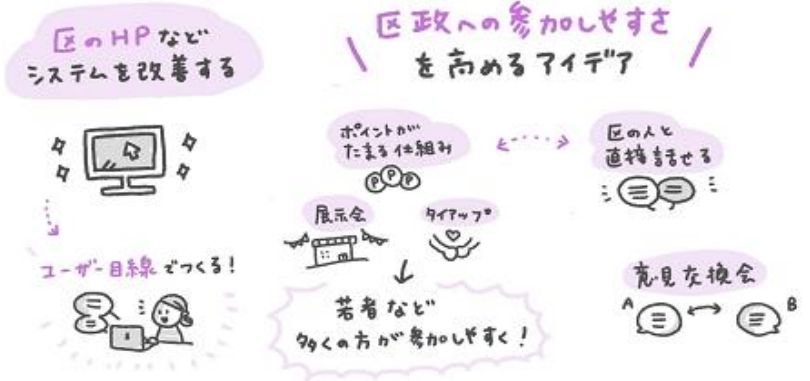 区のHPなど
システムを改善する
ユーザー目線でつくる!
区政への参加しやすさ
を高めるアイデア
ポイントが
たまる仕組み
PPP
展示会
タイアップ
若者など
多くの方が参加しやすく!
区の人と
直接話せる
意見交換会
A
B